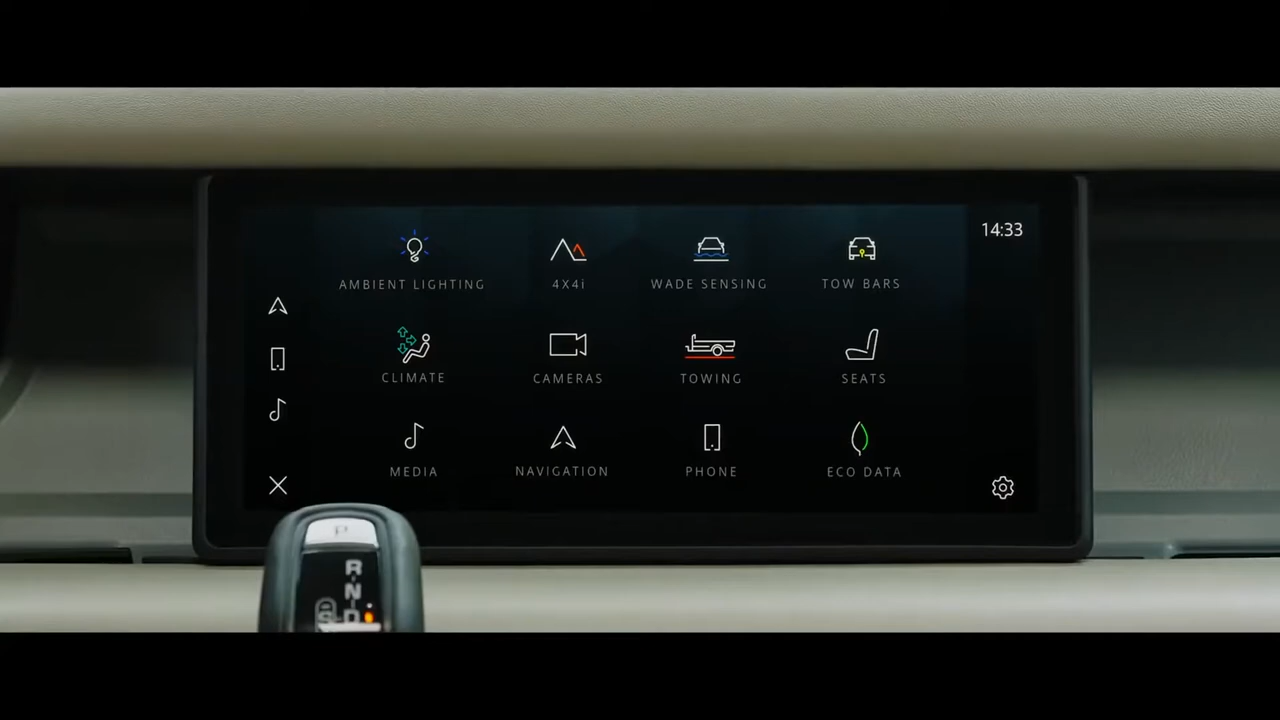 14:33
AMBIENT LIGHTING
4X4i
WADE SENSING
TOW BARS
CLIMATE
CAMERAS
TOWING
SEATS
MEDIA
NAVIGATION
PHONE
ECO DATA
P
R
N
S D